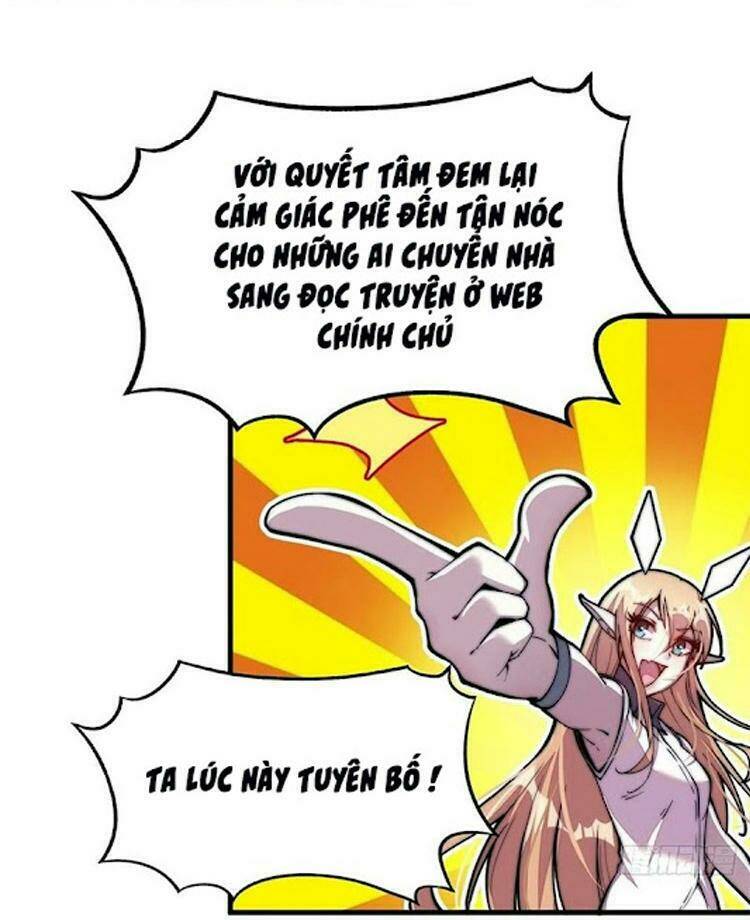 VỚI QUYẾT TÂM ĐEM LẠI
CẢM GIÁC PHÊ ĐẾN TẬN NÓC
CHO NHỮNG AI CHUYỂN NHÀ
SANG ĐỌC TRUYỆN Ở WEB
CHÍNH CHỦ
TA LÚC NÀY TUYÊN BỐ !